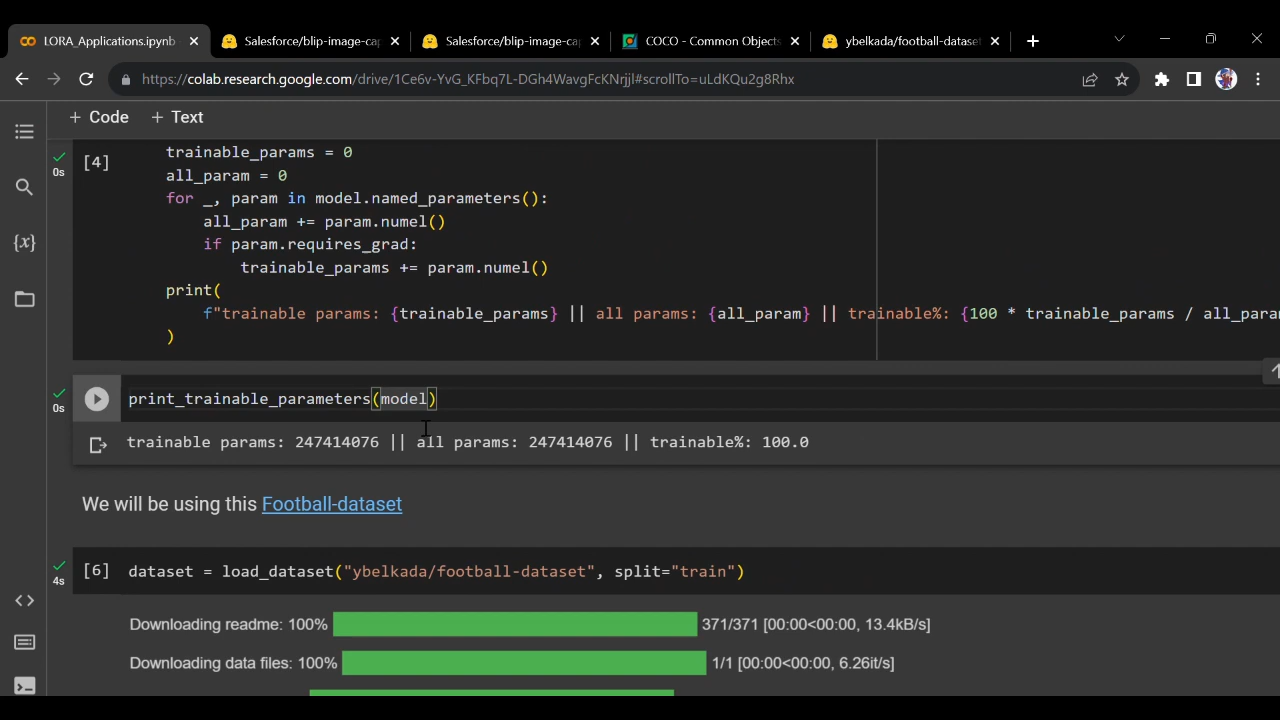 LORA_Applications.ipynb
Salesforce/blip-image-cap
Salesforce/blip-image-cap
COCO - Common Objects
ybelkada/football-dataset
https://colab.research.google.com/drive/1Ce6v-YvG_KFbq7L-DGh4WavgFcKNrjjl#scrollTo=uLdKQu2g8Rhx
+ Code + Text
[4]
0s
trainable_params = 0
all_param = 0
for _, param in model.named_parameters():
all_param += param.numel()
if param.requires_grad:
trainable_params += param.numel()
print(
f"trainable params: {trainable_params} || all params: {all_param} || trainable%: {100 * trainable_params / all_para
)
0s
print_trainable_parameters(model)
trainable params: 247414076 || all params: 247414076 || trainable%: 100.0
We will be using this Football-dataset
4s
[6] dataset = load_dataset("ybelkada/football-dataset", split="train")
Downloading readme: 100% 371/371 [00:00<00:00, 13.4kB/s]
Downloading data files: 100% 1/1 [00:00<00:00, 6.26it/s]